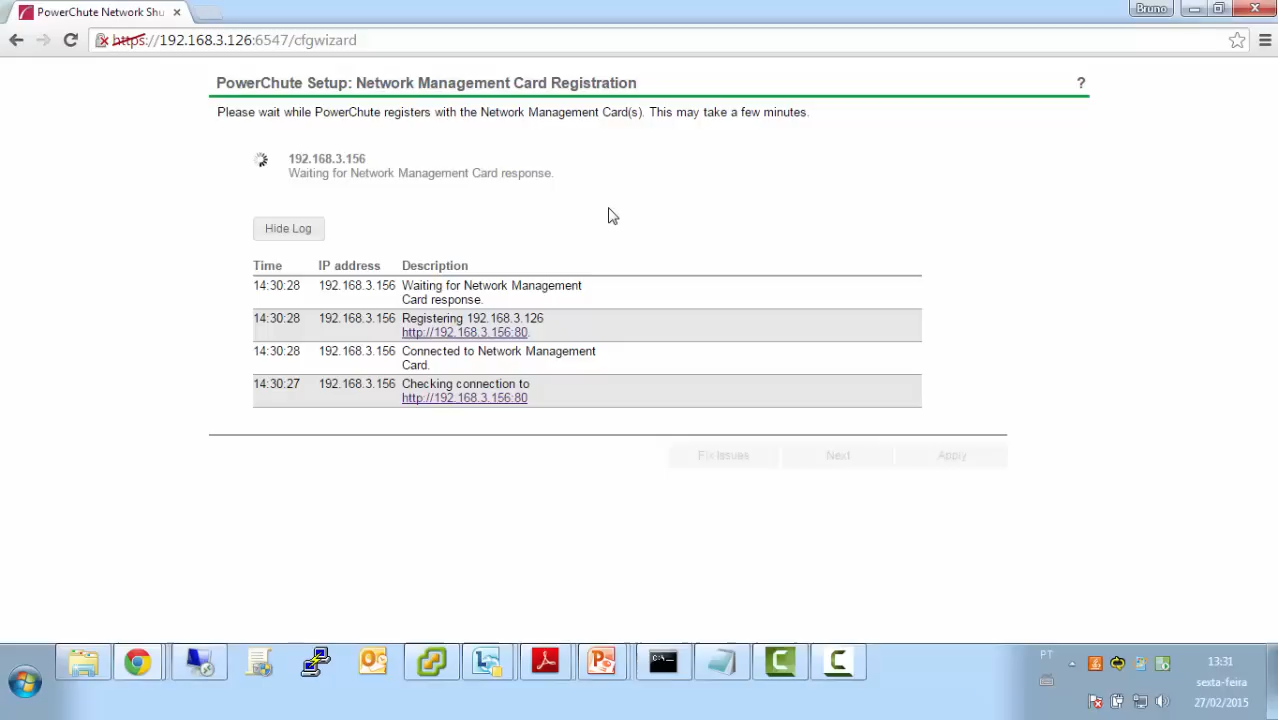 PowerChute Network Shu
Bruno
https://192.168.3.126:6547/cfgwizard
PowerChute Setup: Network Management Card Registration
?
Please wait while PowerChute registers with the Network Management Card(s). This may take a few minutes.
192.168.3.156
Waiting for Network Management Card response.
Hide Log
Time IP address Description
14:30:28 192.168.3.156 Waiting for Network Management
Card response.
14:30:28 192.168.3.156 Registering 192.168.3.126
http://192.168.3.156:80.
14:30:28 192.168.3.156 Connected to Network Management
Card.
14:30:27 192.168.3.156 Checking connection to
http://192.168.3.156:80
Fix Issues Next Apply
PT
13:31
sexta-feira
27/02/2015